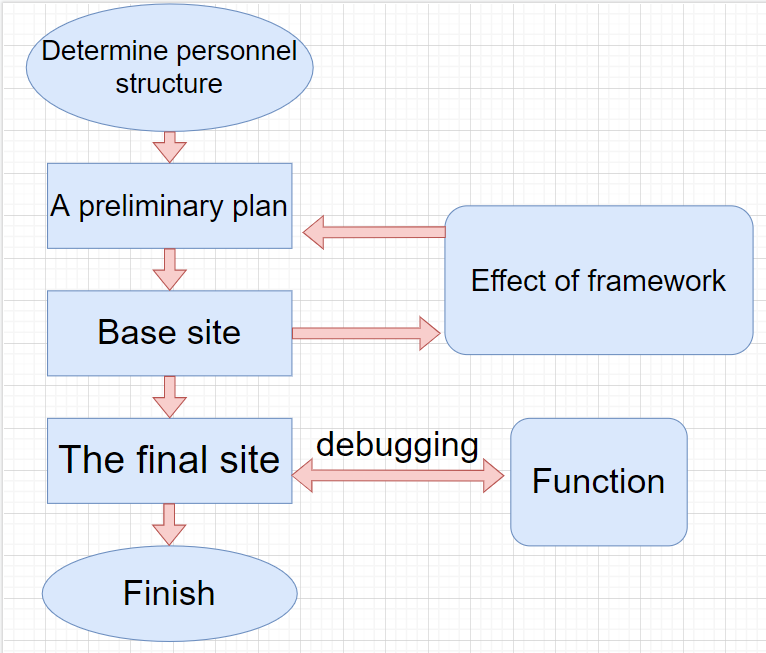 Determine personnel
structure
A preliminary plan
Effect of framework
Base site
debugging
The final site
Function
Finish